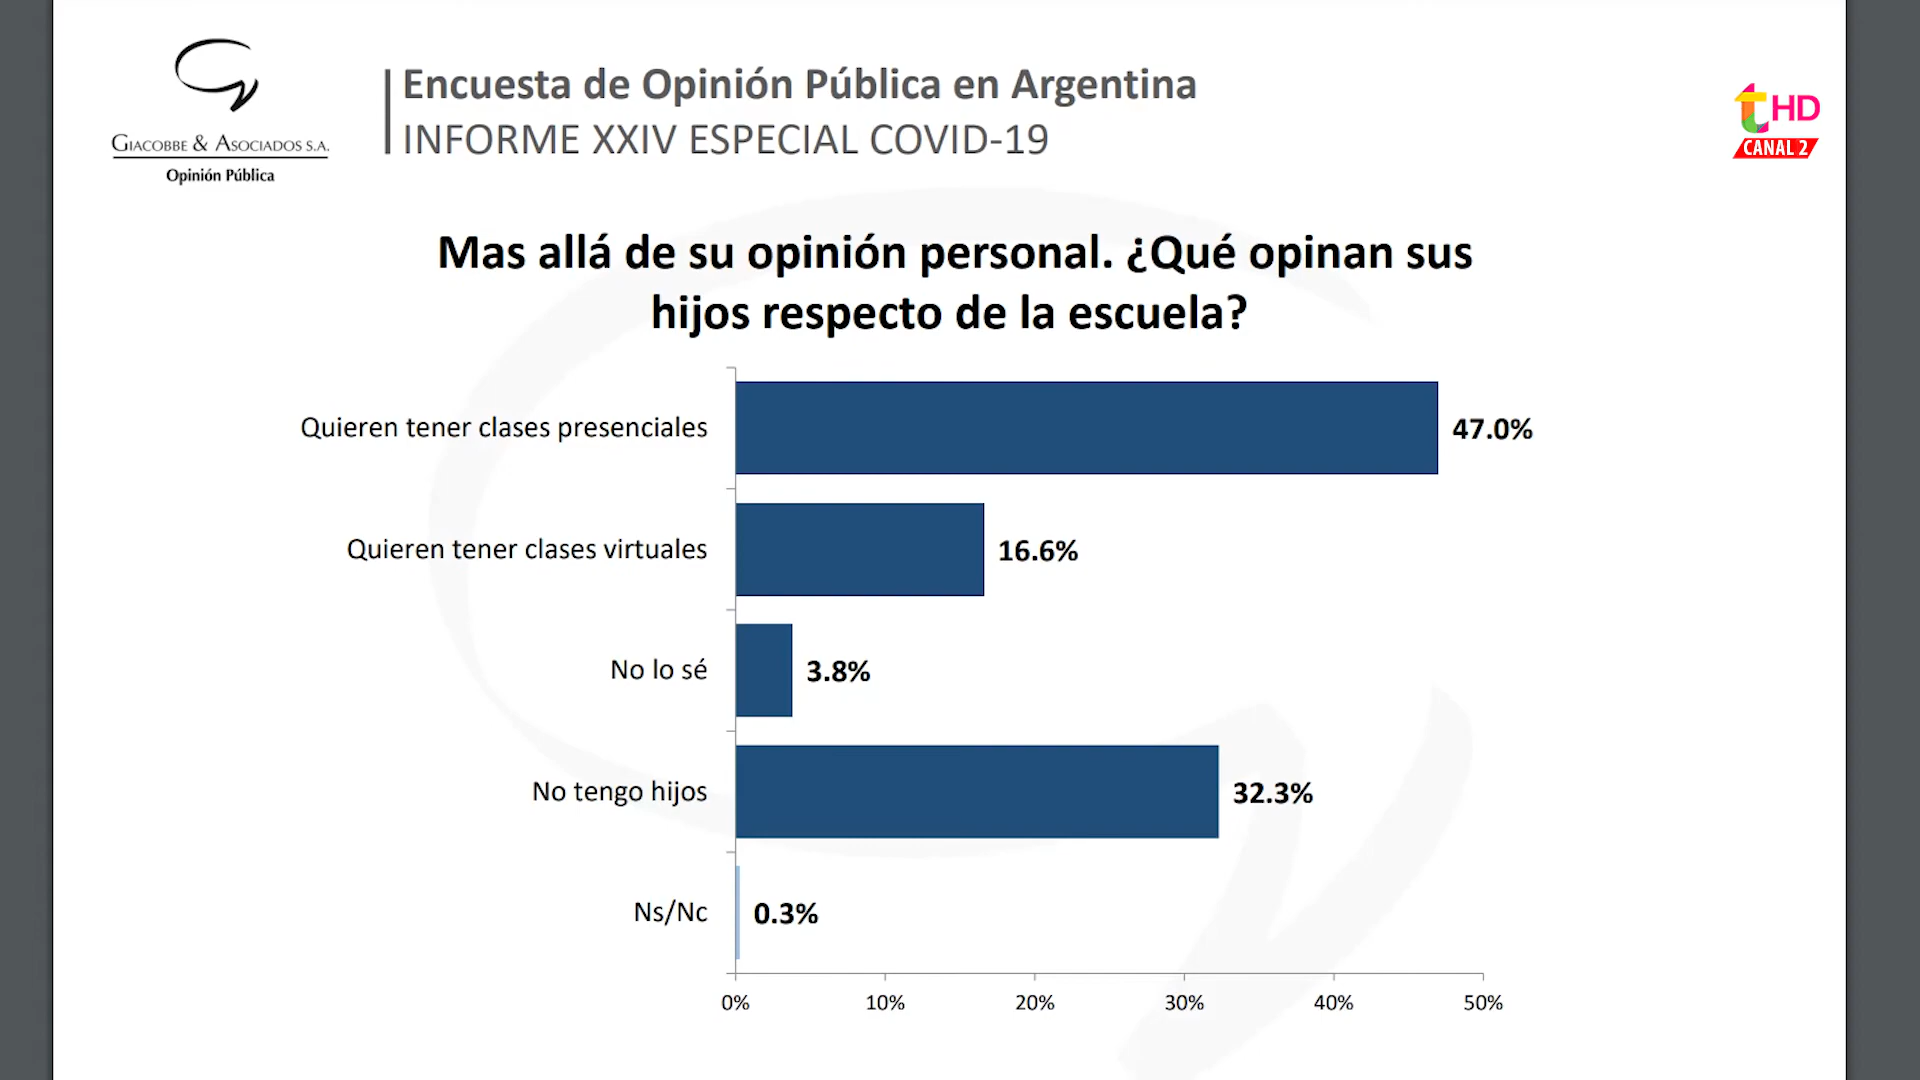 GIACOBBE & ASOCIADOS S.A.
Opinión Pública
Encuesta de Opinión Pública en Argentina
INFORME XXIV ESPECIAL COVID-19
t HD
CANAL 2
Mas allá de su opinión personal. ¿Qué opinan sus
hijos respecto de la escuela?
Quieren tener clases presenciales 47.0%
Quieren tener clases virtuales 16.6%
No lo sé 3.8%
No tengo hijos 32.3%
Ns/Nc 0.3%
0% 10% 20% 30% 40% 50%